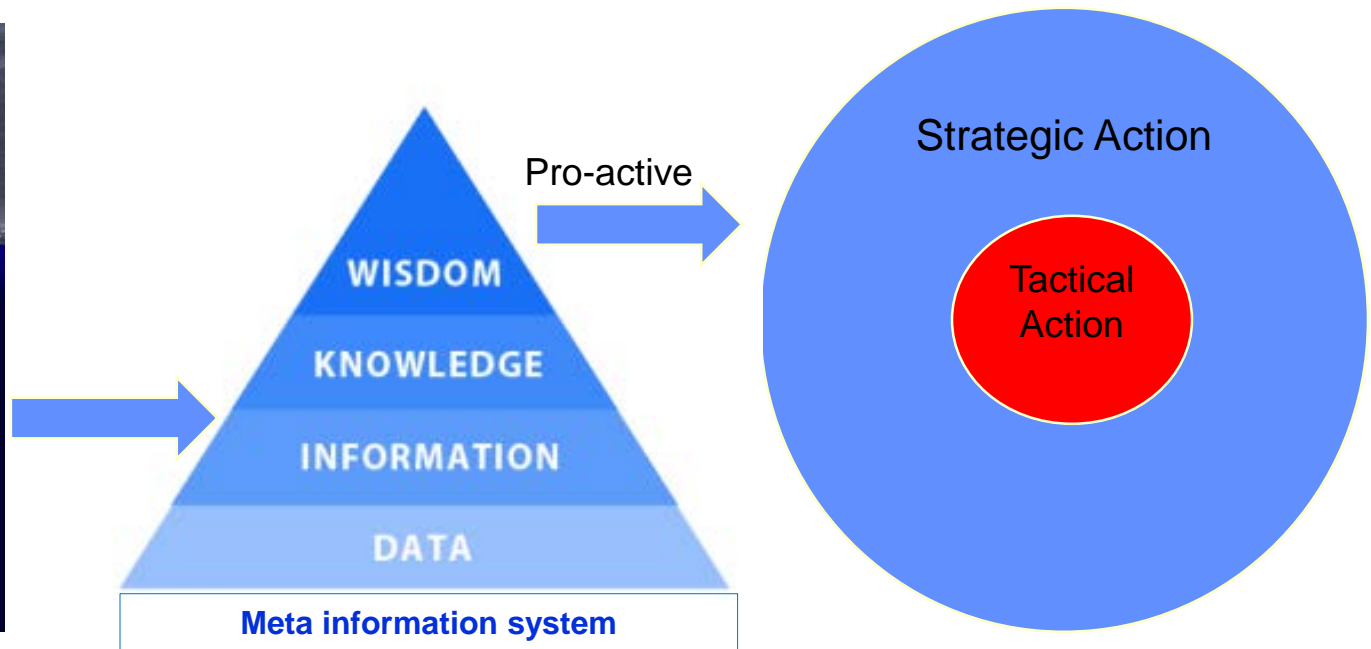 WISDOM
KNOWLEDGE
INFORMATION
DATA
Meta information system
Pro-active
Strategic Action
Tactical
Action